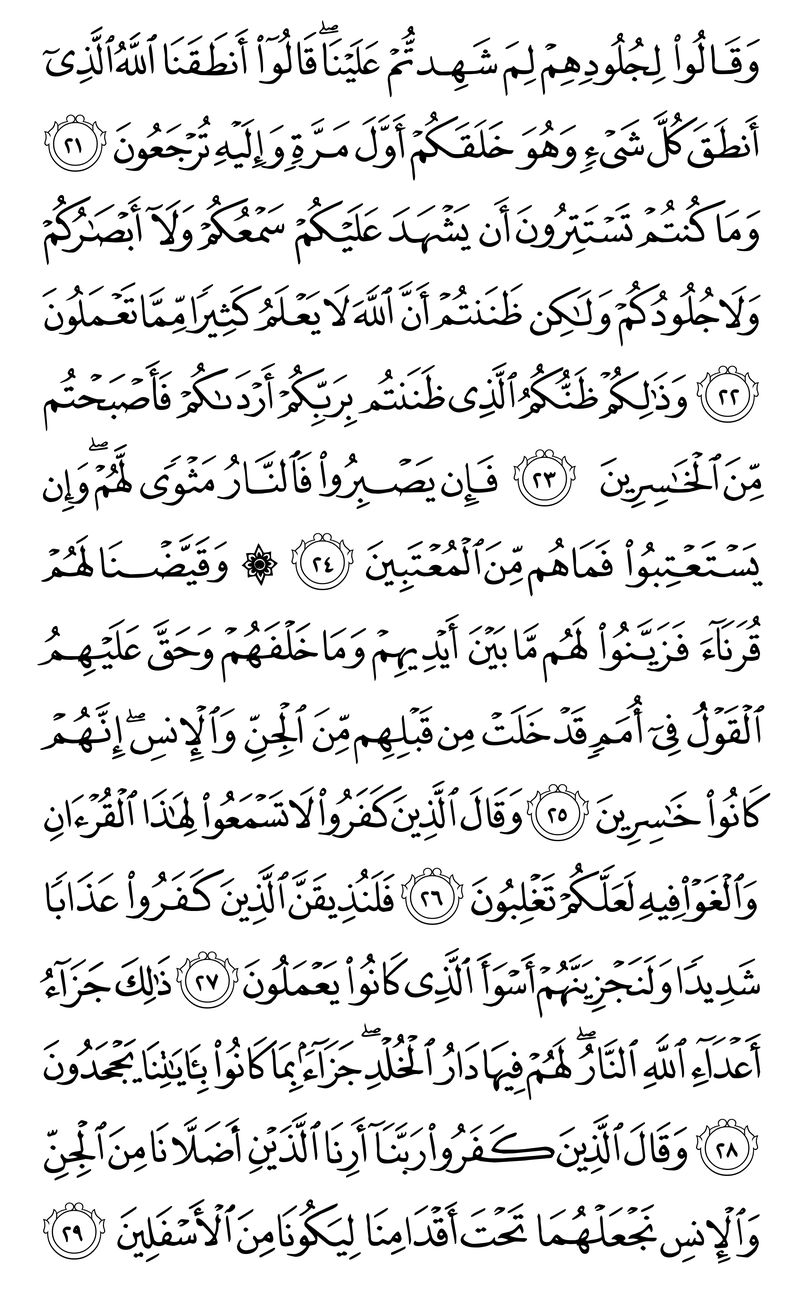 وَقَالُوا۟ لِجُلُودِهِمْ لِمَ شَهِدتُّمْ عَلَيْنَا ۖ قَالُوٓا۟ أَنطَقَنَا ٱللَّهُ ٱلَّذِىٓ
أَنطَقَ كُلَّ شَىْءٍ وَهُوَ خَلَقَكُمْ أَوَّلَ مَرَّةٍ وَإِلَيْهِ تُرْجَعُونَ ٢١
وَمَا كُنتُمْ تَسْتَتِرُونَ أَن يَشْهَدَ عَلَيْكُمْ سَمْعُكُمْ وَلَآ أَبْصَٰرُكُمْ
وَلَا جُلُودُكُمْ وَلَٰكِن ظَنَنتُمْ أَنَّ ٱللَّهَ لَا يَعْلَمُ كَثِيرًا مِّمَّا تَعْمَلُونَ
٢٢ وَذَٰلِكُمْ ظَنُّكُمُ ٱلَّذِى ظَنَنتُم بِرَبِّكُمْ أَرْدَىٰكُمْ فَأَصْبَحْتُم
مِّنَ ٱلْخَٰسِرِينَ ٢٣ فَإِن يَصْبِرُوا۟ فَٱلنَّارُ مَثْوًى لَّهُمْ ۖ وَإِن
يَسْتَعْتِبُوا۟ فَمَا هُم مِّنَ ٱلْمُعْتَبِينَ ٢٤ ۞ وَقَيَّضْنَا لَهُمْ
قُرَنَآءَ فَزَيَّنُوا۟ لَهُم مَّا بَيْنَ أَيْدِيهِمْ وَمَا خَلْفَهُمْ وَحَقَّ عَلَيْهِمُ
ٱلْقَوْلُ فِىٓ أُمَمٍ قَدْ خَلَتْ مِن قَبْلِهِم مِّنَ ٱلْجِنِّ وَٱلْإِنسِ ۖ إِنَّهُمْ
كَانُوا۟ خَٰسِرِينَ ٢٥ وَقَالَ ٱلَّذِينَ كَفَرُوا۟ لَا تَسْمَعُوا۟ لِهَٰذَا ٱلْقُرْءَانِ
وَٱلْغَوْا۟ فِيهِ لَعَلَّكُمْ تَغْلِبُونَ ٢٦ فَلَنُذِيقَنَّ ٱلَّذِينَ كَفَرُوا۟ عَذَابًا
شَدِيدًا وَلَنَجْزِيَنَّهُمْ أَسْوَأَ ٱلَّذِى كَانُوا۟ يَعْمَلُونَ ٢٧ ذَٰلِكَ جَزَآءُ
أَعْدَآءِ ٱللَّهِ ٱلنَّارُ ۖ لَهُمْ فِيهَا دَارُ ٱلْخُلْدِ ۖ جَزَآءًۢ بِمَا كَانُوا۟ بِـَٔايَٰتِنَا يَجْحَدُونَ
٢٨ وَقَالَ ٱلَّذِينَ كَفَرُوا۟ رَبَّنَآ أَرِنَا ٱلَّذَيْنِ أَضَلَّانَا مِنَ ٱلْجِنِّ
وَٱلْإِنسِ نَجْعَلْهُمَا تَحْتَ أَقْدَامِنَا لِيَكُونَا مِنَ ٱلْأَسْفَلِينَ ٢٩